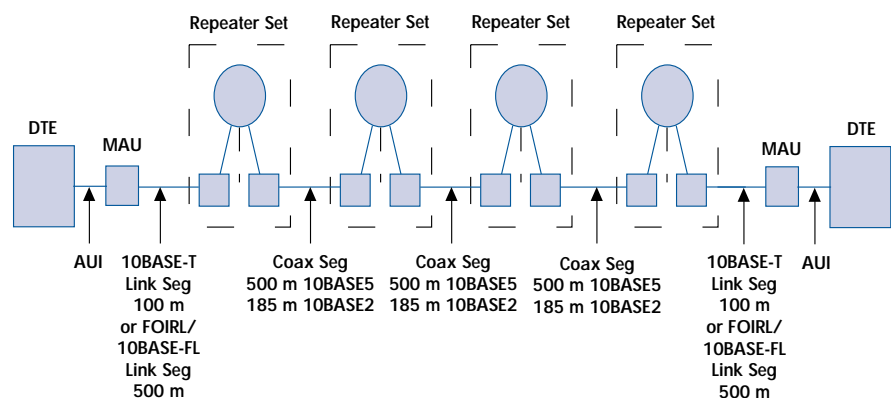 Repeater Set
Repeater Set
Repeater Set
Repeater Set
DTE
MAU
MAU
DTE
AUI
10BASE-T
Link Seg
100 m
or FOIRL/
10BASE-FL
Link Seg
500 m
Coax Seg
500 m 10BASE5
185 m 10BASE2
Coax Seg
500 m 10BASE5
185 m 10BASE2
Coax Seg
500 m 10BASE5
185 m 10BASE2
10BASE-T
Link Seg
100 m
or FOIRL/
10BASE-FL
Link Seg
500 m
AUI